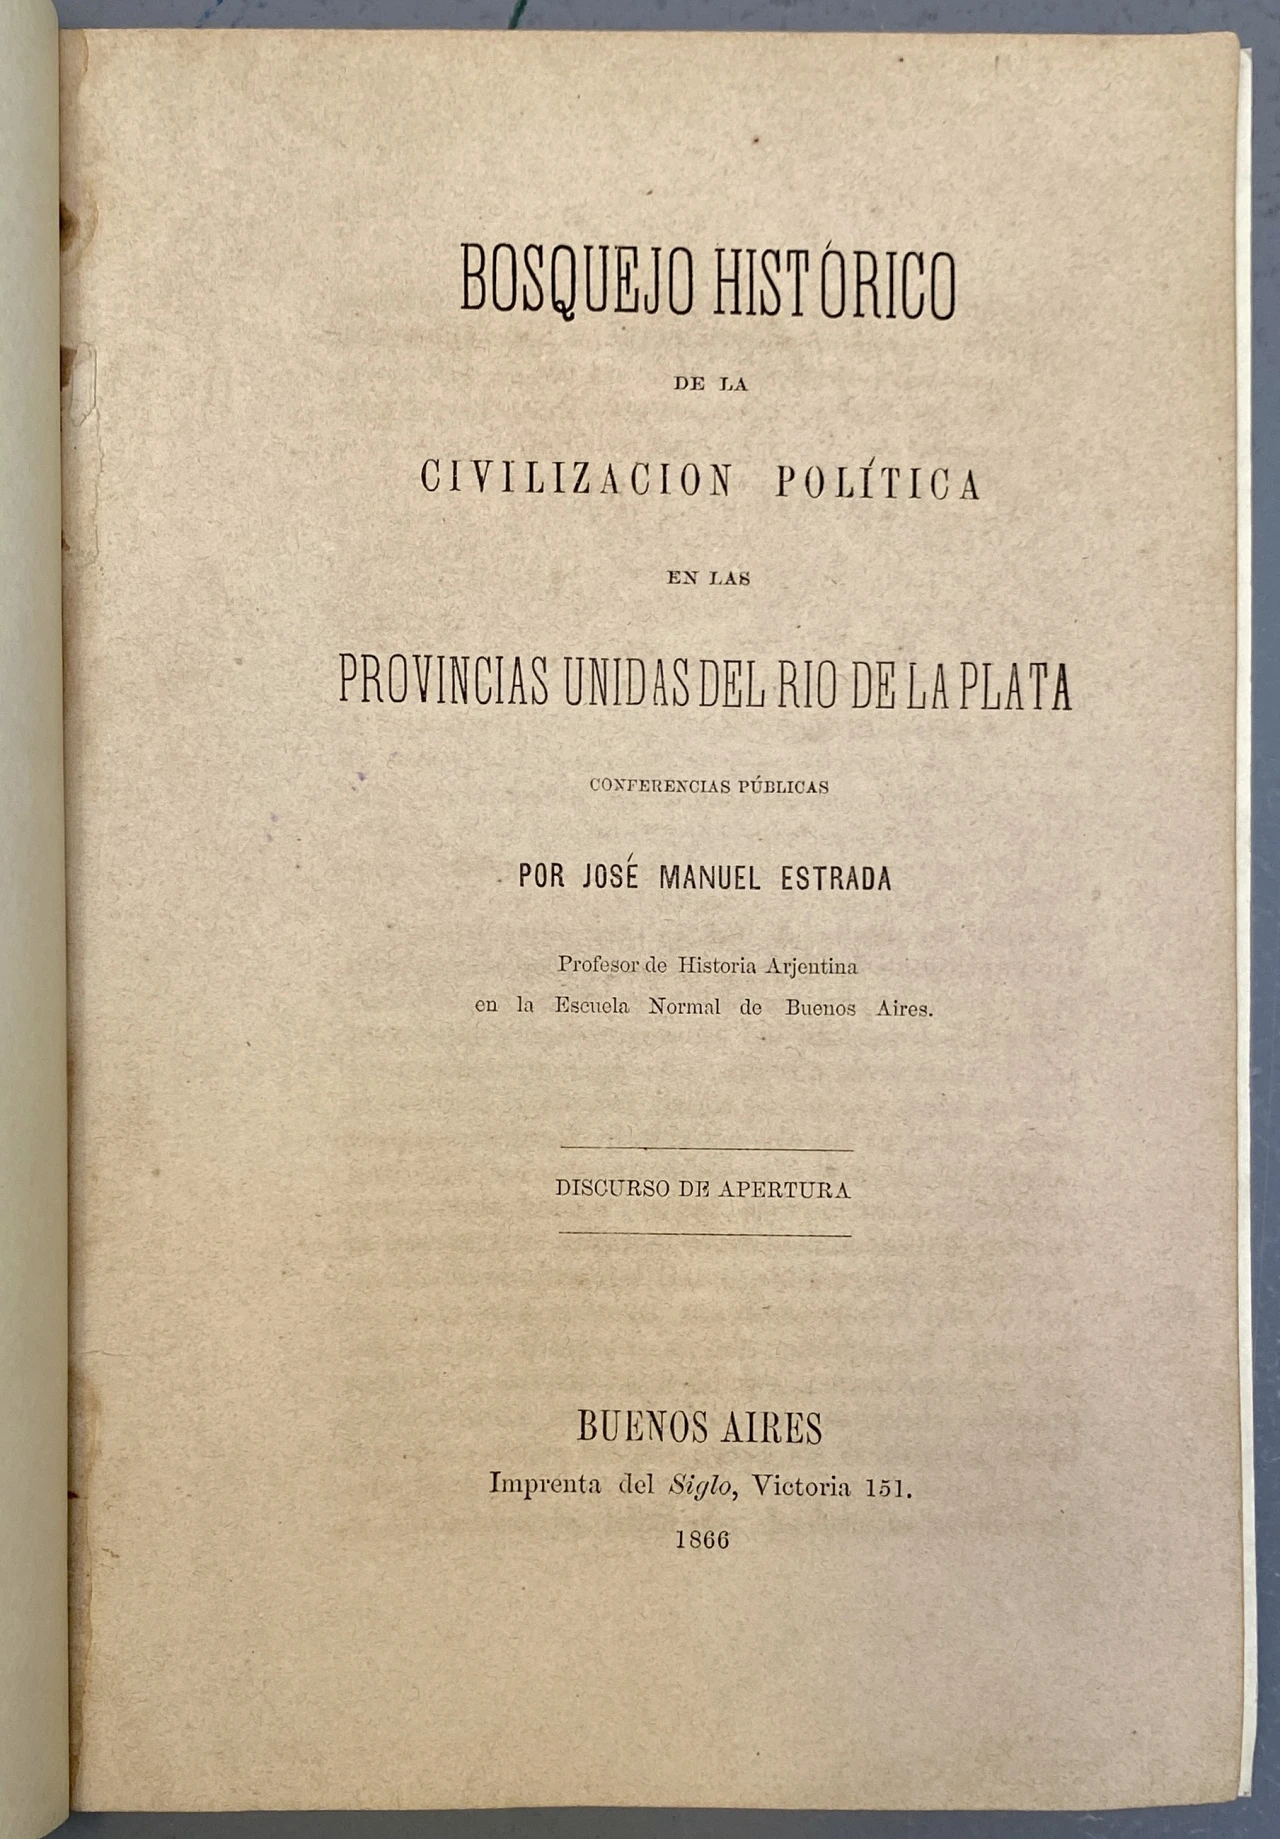 BOSQUEJO HISTÓRICO
DE LA
CIVILIZACION POLÍTICA
EN LAS
PROVINCIAS UNIDAS DEL RIO DE LA PLATA
CONFERENCIAS PÚBLICAS
POR JOSÉ MANUEL ESTRADA
Profesor de Historia Arjentina
en la Escuela Normal de Buenos Aires.
DISCURSO DE APERTURA
BUENOS AIRES
Imprenta del Siglo, Victoria 151.
1866